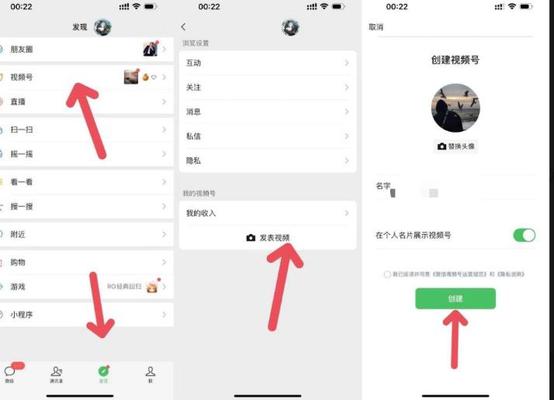 00:22
发现
朋友圈
视频号
直播
扫一扫
摇一摇
看一看
搜一搜
附近
购物
游戏
小程序
微信
通讯录
发现
我
00:22
浏览设置
互动
关注
消息
私信
隐私
我的视频号
我的收入
发表视频
00:22
取消
创建视频号
替换头像
名字
在个人名片展示视频号
我已阅读并同意《微信视频号运营规范》和《隐私说明》
创建